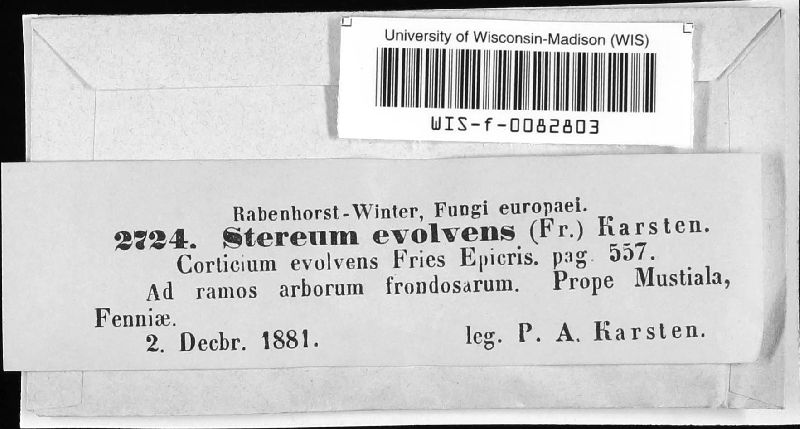 University of Wisconsin-Madison (WIS)
WIS-f-0082803
Rabenhorst-Winter, Fungi europaei.
2724. Stereum evolvens (Fr.) Karsten.
Corticium evolvens Fries Epicris. pag. 557.
Ad ramos arborum frondosarum. Prope Mustiala,
Fenniæ.
2. Decbr. 1881. leg. P. A. Karsten.